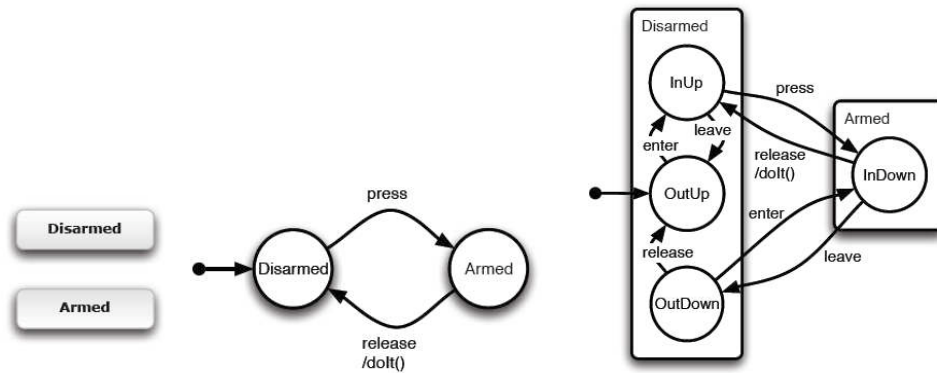 Disarmed
Armed
Disarmed
press
Armed
release
/doIt()
Disarmed
InUp
press
enter
leave
Armed
release
/doIt()
InDown
OutUp
enter
release
leave
OutDown